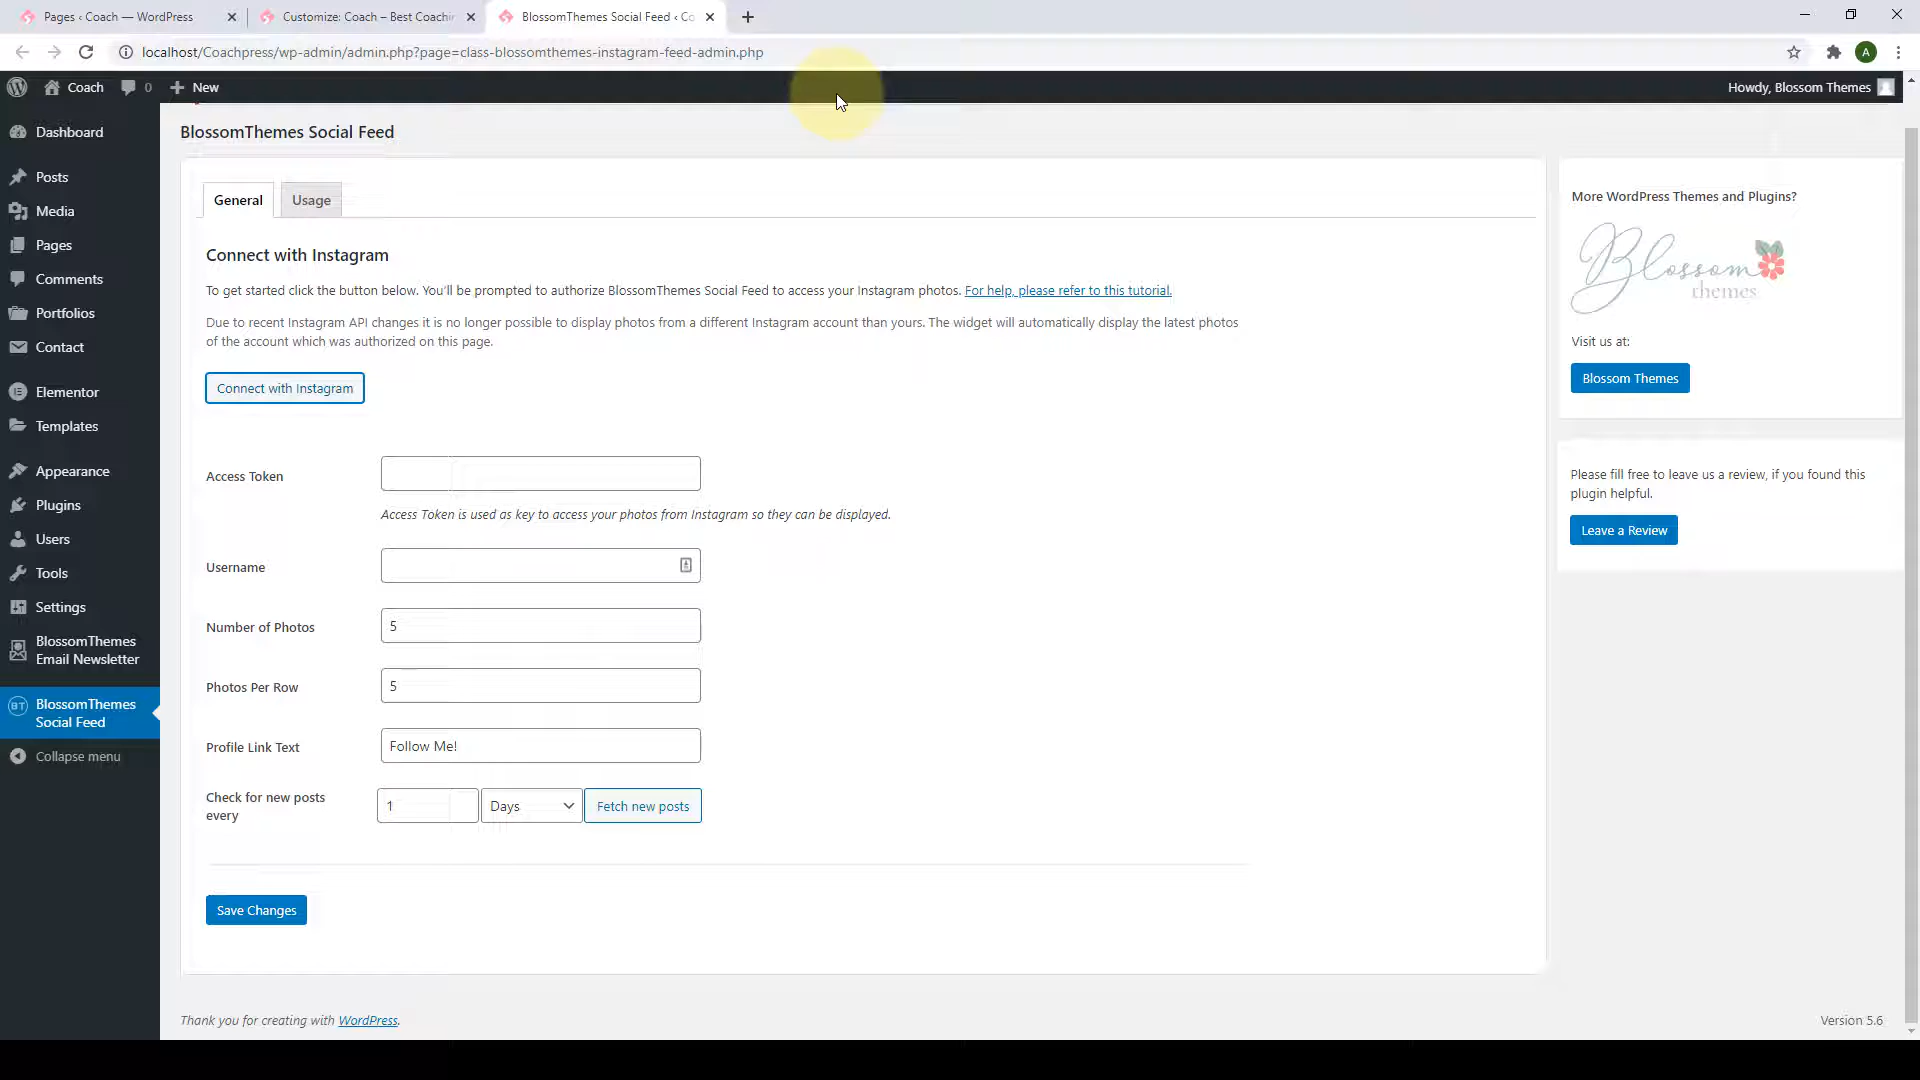 Pages ‹ Coach — WordPress
Customize: Coach – Best Coachin
BlossomThemes Social Feed ‹ Co
localhost/Coachpress/wp-admin/admin.php?page=class-blossomthemes-instagram-feed-admin.php
A
Coach
0
New
Howdy, Blossom Themes
Dashboard
Posts
Media
Pages
Comments
Portfolios
Contact
Elementor
Templates
Appearance
Plugins
Users
Tools
Settings
BlossomThemes
Email Newsletter
BT
BlossomThemes
Social Feed
Collapse menu
BlossomThemes Social Feed
General
Usage
Connect with Instagram
To get started click the button below. You'll be prompted to authorize BlossomThemes Social Feed to access your Instagram photos. For help, please refer to this tutorial.
Due to recent Instagram API changes it is no longer possible to display photos from a different Instagram account than yours. The widget will automatically display the latest photos
of the account which was authorized on this page.
Connect with Instagram
Access Token
Access Token is used as key to access your photos from Instagram so they can be displayed.
Username
Number of Photos
5
Photos Per Row
5
Profile Link Text
Follow Me!
Check for new posts
every
1
Days
Fetch new posts
Save Changes
More WordPress Themes and Plugins?
Blossom
themes
Visit us at:
Blossom Themes
Please fill free to leave us a review, if you found this
plugin helpful.
Leave a Review
Thank you for creating with WordPress.
Version 5.6